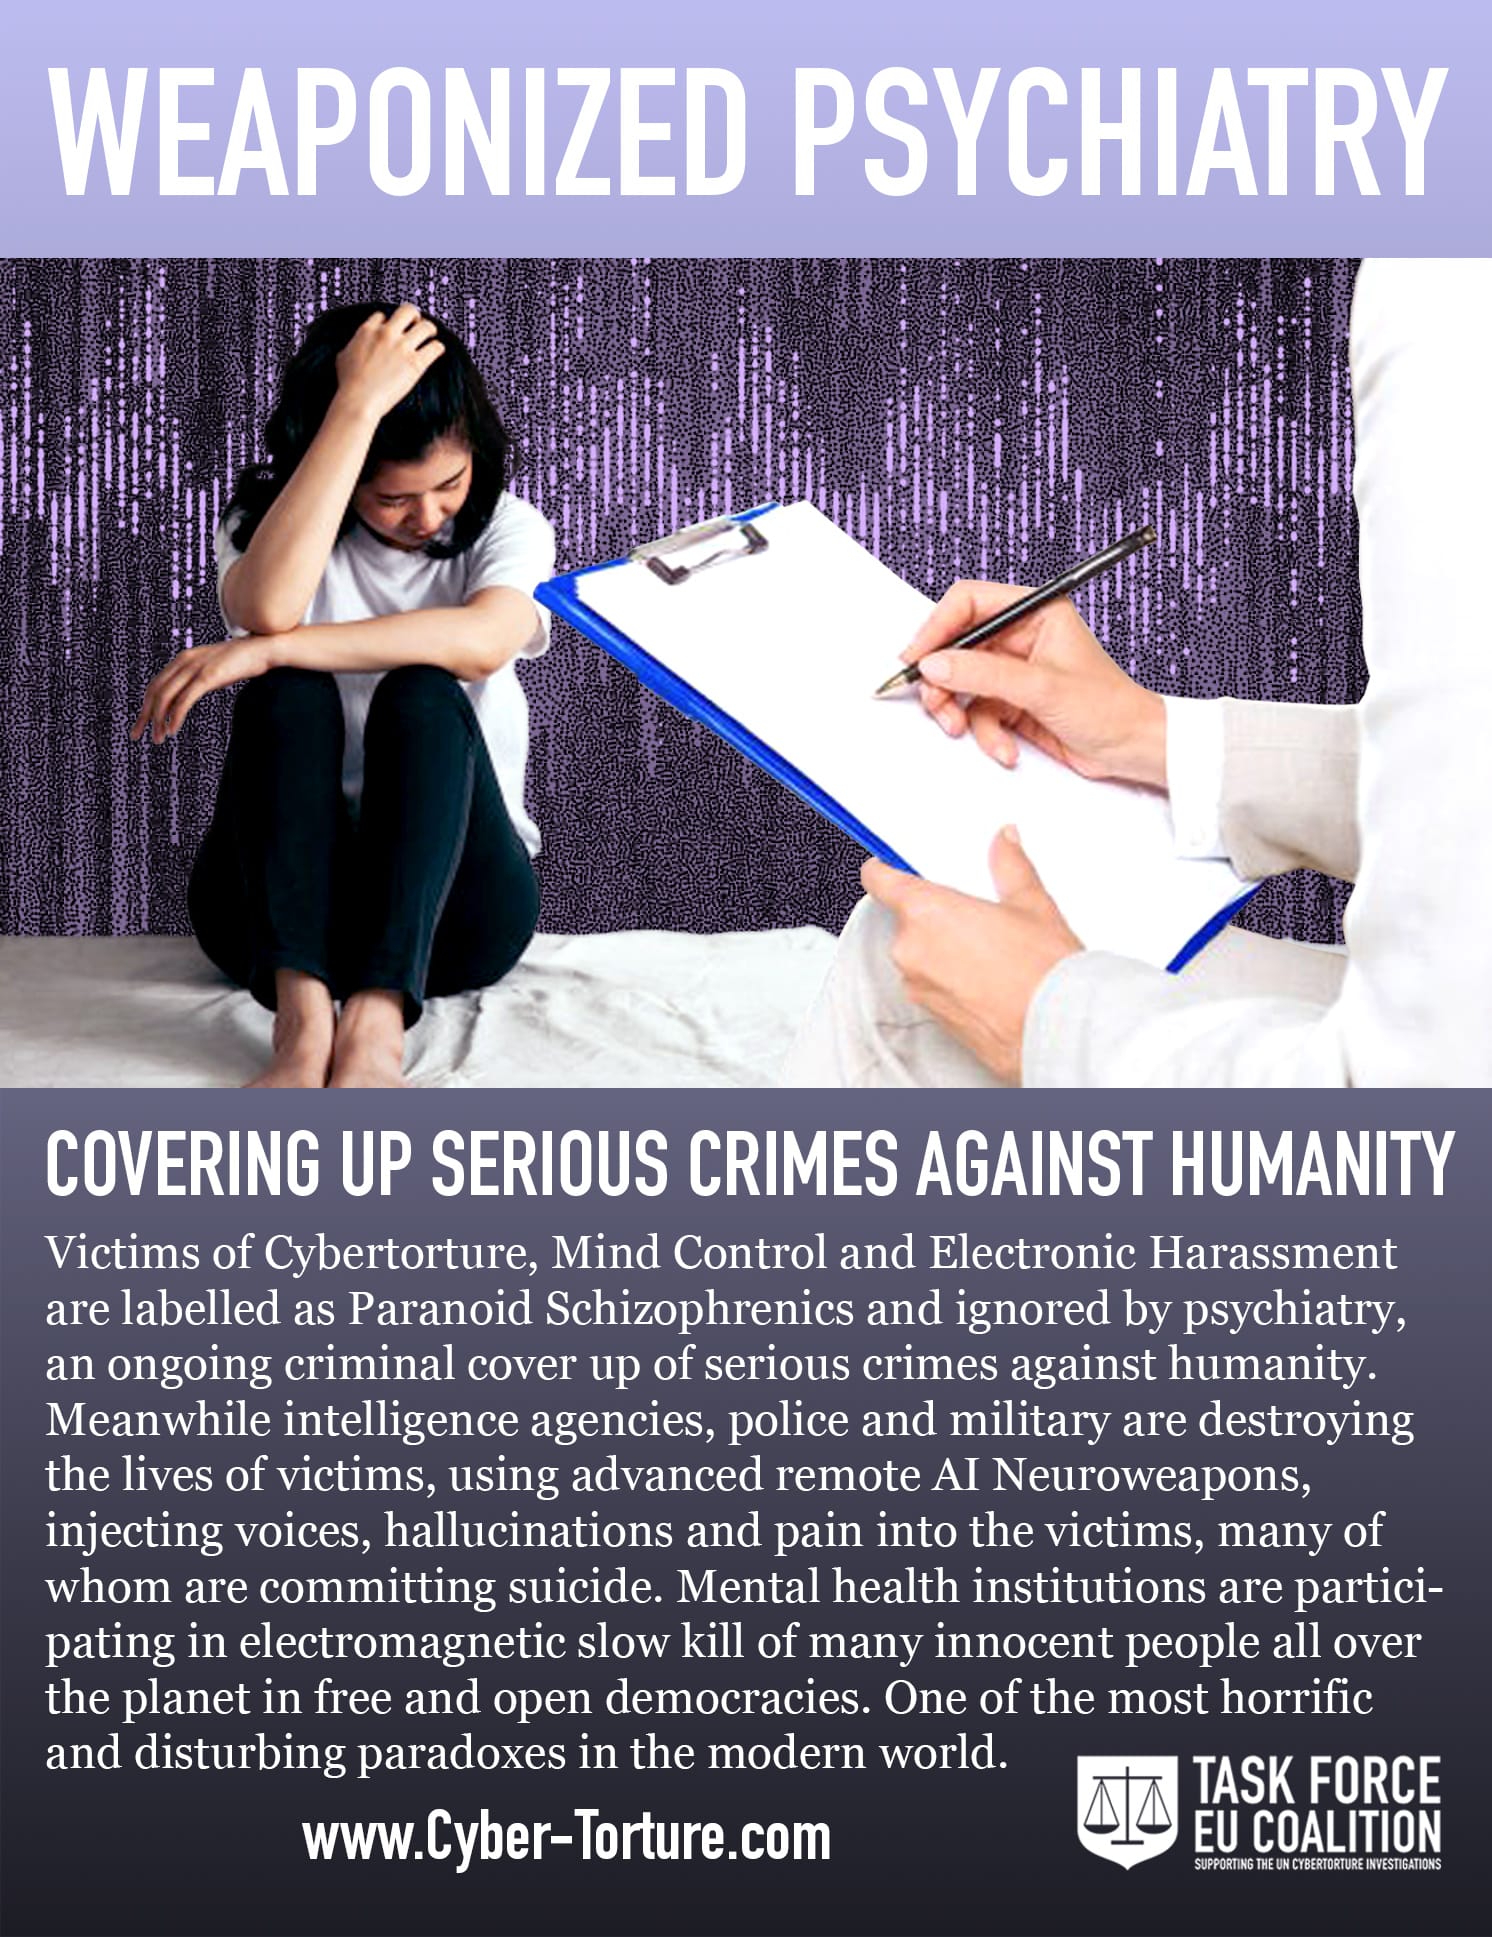 WEAPONIZED PSYCHIATRY
COVERING UP SERIOUS CRIMES AGAINST HUMANITY
Victims of Cybertorture, Mind Control and Electronic Harassment
are labelled as Paranoid Schizophrenics and ignored by psychiatry,
an ongoing criminal cover up of serious crimes against humanity.
Meanwhile intelligence agencies, police and military are destroying
the lives of victims, using advanced remote AI Neuroweapons,
injecting voices, hallucinations and pain into the victims, many of
whom are committing suicide. Mental health institutions are partici-
pating in electromagnetic slow kill of many innocent people all over
the planet in free and open democracies. One of the most horrific
and disturbing paradoxes in the modern world.
www.Cyber-Torture.com
TASK FORCE
EU COALITION
SUPPORTING THE UN CYBERTORTURE INVESTIGATIONS